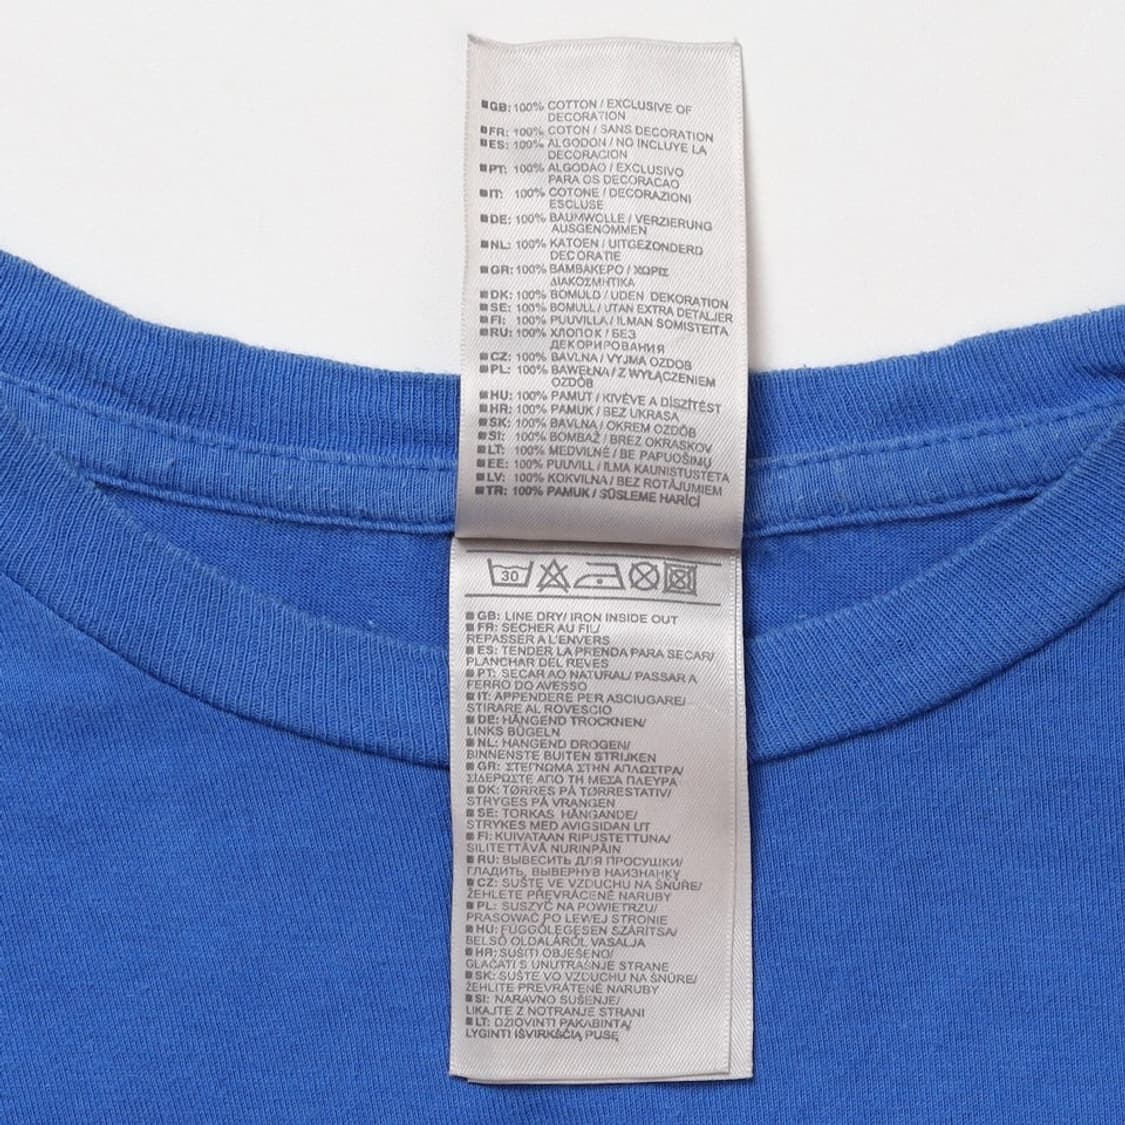 ■GB: 100% COTTON / EXCLUSIVE OF
DECORATION
■FR: 100% COTON / SANS DECORATION
■ES: 100% ALGODON / NO INCLUYE LA
DECORACION
■PT: 100% ALGODAO / EXCLUSIVO
PARA OS DECORACAO
■IT: 100% COTONE / DECORAZIONI
ESCLUSE
■DE: 100% BAUMWOLLE / VERZIERUNG
AUSGENOMMEN
■NL: 100% KATOEN / UITGEZONDERD
DECORATIE
■GR: 100% ΒΑΜΒΑΚΕΡΟ / ΧΩΡΙΣ
ΔΙΑΚΟΣΜΗΤΙΚΑ
■DK: 100% BOMULD / UDEN DEKORATION
■SE: 100% BOMULL / UTAN EXTRA DETALJER
■FI: 100% PUUVILLA / ILMAN SOMISTEITA
■RU: 100% ХЛОПОК / БЕЗ
ДЕКОРИРОВАНИЯ
■CZ: 100% BAVLNA / VYJMA OZDOB
■PL: 100% BAWEŁNA / Z WYŁĄCZENIEM
OZDÓB
■HU: 100% PAMUT / KIVÉVE A DÍSZÍTÉST
■HR: 100% PAMUK / BEZ UKRASA
■SK: 100% BAVLNA / OKREM OZDÔB
■SI: 100% BOMBAŽ / BREZ OKRASKOV
■LT: 100% MEDVILNĖ / BE PAPUOŠIMŲ
■EE: 100% PUUVILL / ILMA KAUNISTUSTETA
■LV: 100% KOKVILNA / BEZ ROTĀJUMIEM
■TR: 100% PAMUK / SÜSLEME HARİCİ
30
■GB: LINE DRY/ IRON INSIDE OUT
■FR: SECHER AU FIL/
REPASSER A L'ENVERS
■ES: TENDER LA PRENDA PARA SECAR/
PLANCHAR DEL REVES
■PT: SECAR AO NATURAL/ PASSAR A
FERRO DO AVESSO
■IT: APPENDERE PER ASCIUGARE/
STIRARE AL ROVESCIO
■DE: HÄNGEND TROCKNEN/
LINKS BÜGELN
■NL: HANGEND DROGEN/
BINNENSTE BUITEN STRIJKEN
■GR: ΣΤΕΓΝΩΜΑ ΣΤΗΝ ΑΠΛΩΣΤΡΑ/
ΣΙΔΕΡΩΣΤΕ ΑΠΟ ΤΗ ΜΕΣΑ ΠΛΕΥΡΑ
■DK: TØRRES PÅ TØRRESTATIV/
STRYGES PÅ VRANGEN
■SE: TORKAS HÄNGANDE/
STRYKES MED AVIGSIDAN UT
■FI: KUIVATAAN RIPUSTETTUNA/
SILITETTÄVÄ NURINPÄIN
■RU: ВЫВЕСИТЬ ДЛЯ ПРОСУШКИ/
ГЛАДИТЬ, ВЫВЕРНУВ НАИЗНАНКУ
■CZ: SUŠTE VE VZDUCHU NA ŠŇŮŘE/
ŽEHLETE PŘEVRÁCENÉ NARUBY
■PL: SUSZYĆ NA POWIETRZU/
PRASOWAĆ PO LEWEJ STRONIE
■HU: FÜGGŐLEGESEN SZÁRÍTSA/
BELSŐ OLDALÁRÓL VASALJA
■HR: SUŠITI OBJEŠENO/
GLAČATI S UNUTRAŠNJE STRANE
■SK: SUŠTE VO VZDUCHU NA ŠNÚRE/
ŽEHLITE PREVRÁTENÉ NARUBY
■SI: NARAVNO SUŠENJE/
LIKAJTE Z NOTRANJE STRANI
■LT: DŽIOVINTI PAKABINTA/
LYGINTI IŠVIRKŠČIĄ PUSĘ